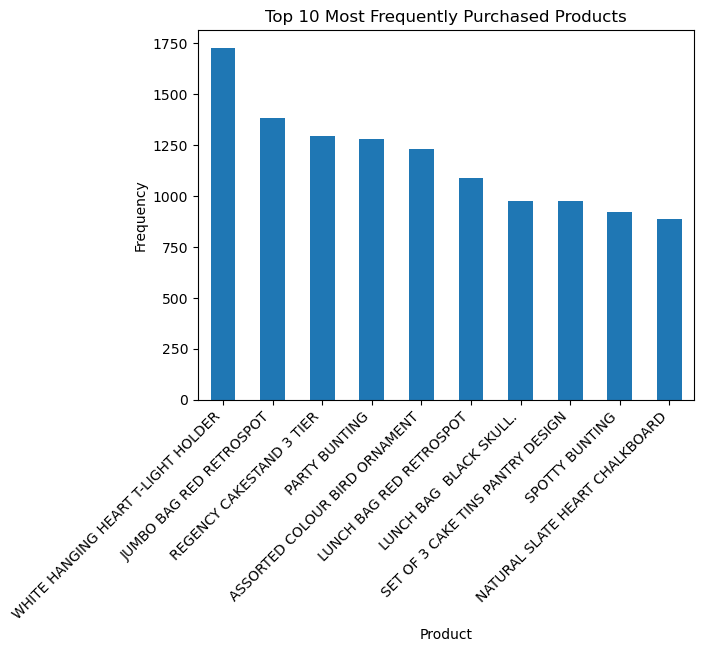 Top 10 Most Frequently Purchased Products
Frequency
1750
1500
1250
1000
750
500
250
0
WHITE HANGING HEART T-LIGHT HOLDER
JUMBO BAG RED RETROSPOT
REGENCY CAKESTAND 3 TIER
PARTY BUNTING
ASSORTED COLOUR BIRD ORNAMENT
LUNCH BAG RED RETROSPOT
LUNCH BAG  BLACK SKULL.
SET OF 3 CAKE TINS PANTRY DESIGN
SPOTTY BUNTING
NATURAL SLATE HEART CHALKBOARD
Product